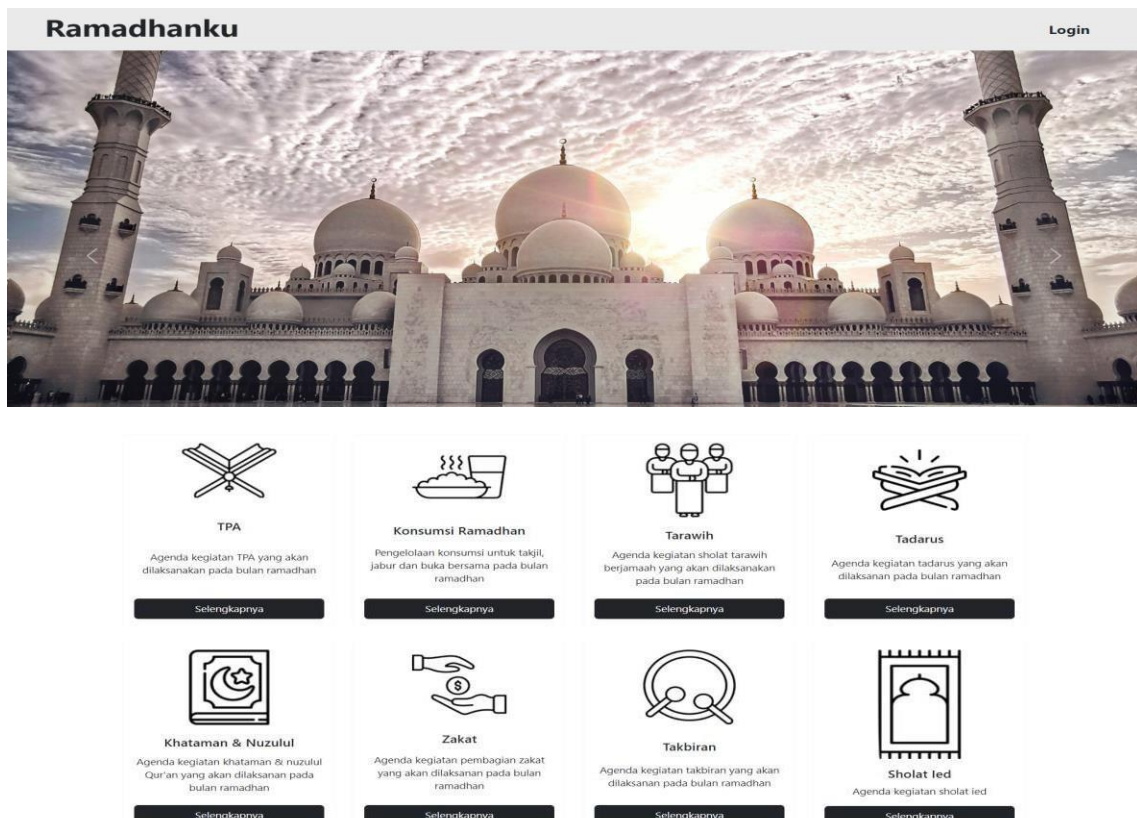 Ramadhanku
Login
TPA
Agenda kegiatan TPA yang akan
dilaksanakan pada bulan ramadhan
Selengkapnya
Konsumsi Ramadhan
Pengelolaan konsumsi untuk takjil,
jabur dan buka bersama pada bulan
ramadhan
Selengkapnya
Tarawih
Agenda kegiatan sholat tarawih
berjamaah yang akan dilaksanakan
pada bulan ramadhan
Selengkapnya
Tadarus
Agenda kegiatan tadarus yang akan
dilaksanan pada bulan ramadhan
Selengkapnya
Khataman & Nuzulul
Agenda kegiatan khataman & nuzulul
Qur'an yang akan dilaksanan pada
bulan ramadhan
Selengkapnya
Zakat
Agenda kegiatan pembagian zakat
yang akan dilaksanan pada bulan
ramadhan
Selengkapnya
Takbiran
Agenda kegiatan takbiran yang akan
dilaksanan pada bulan ramadhan
Selengkapnya
Sholat Ied
Agenda kegiatan sholat ied
Selengkapnya